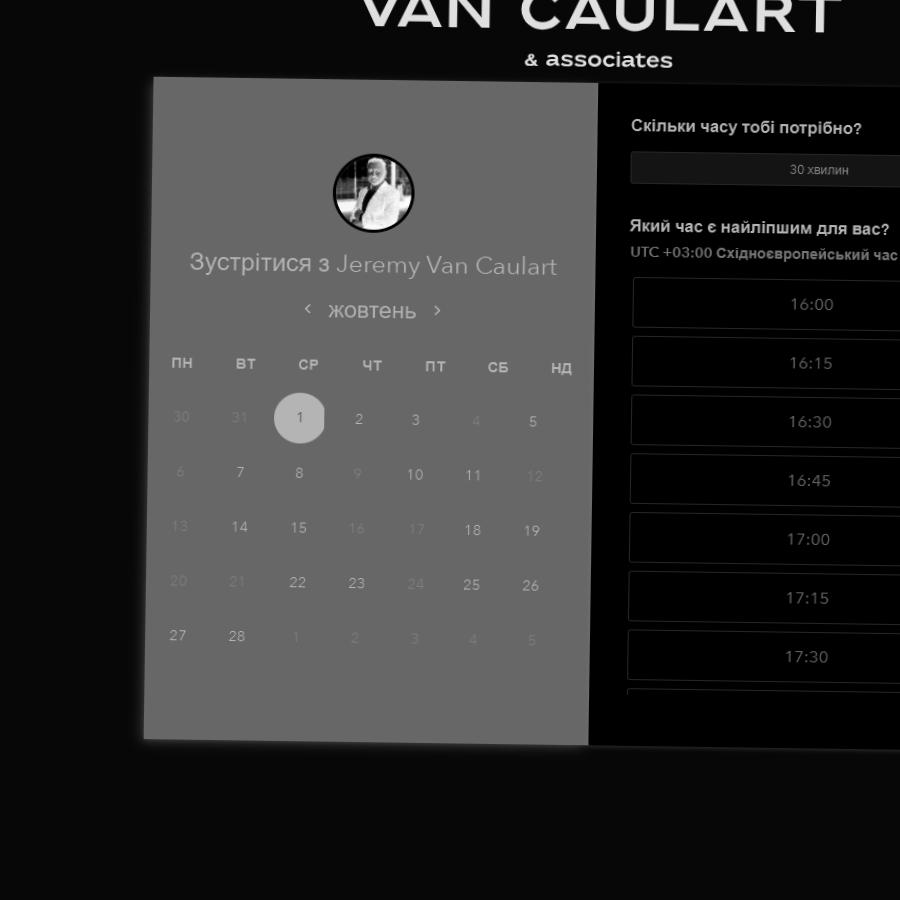 VAN CAULART
& associates
Зустрітися з Jeremy Van Caulart
жовтень
ПН ВТ СР ЧТ ПТ СБ НД
30 31 1 2 3 4 5
6 7 8 9 10 11 12
13 14 15 16 17 18 19
20 21 22 23 24 25 26
27 28 1 2 3 4 5
Скільки часу тобі потрібно?
30 хвилин
Який час є найліпшим для вас?
UTC +03:00 Східноєвропейський час
16:00
16:15
16:30
16:45
17:00
17:15
17:30